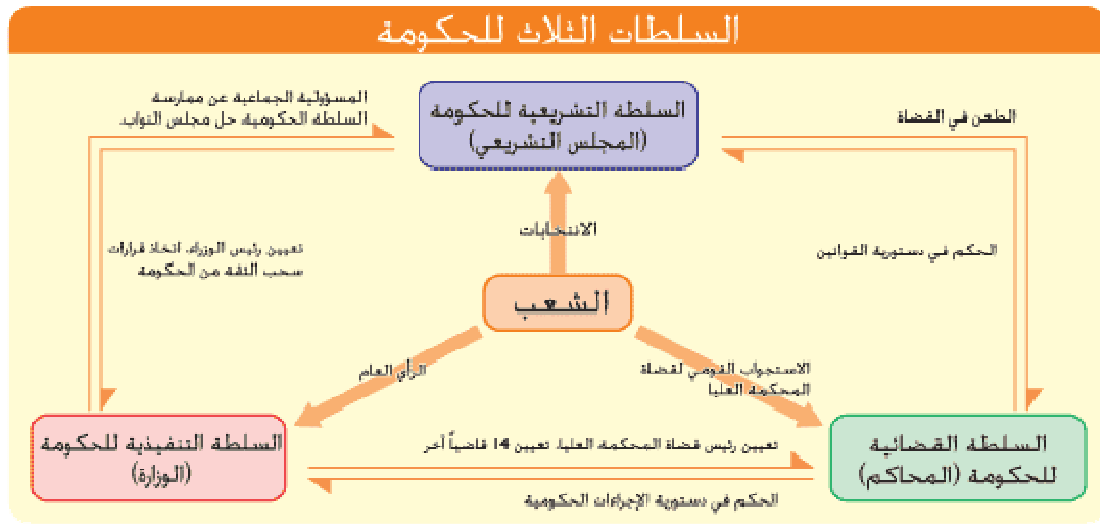 السلطات الثلاث للحكومة
المسؤولية الجماعية عن ممارسة
السلطة الحكومية، حل مجلس النواب.
السلطة التشريعية للحكومة
(المجلس التشريعي)
الطعن في القضاة
الانتخابات
تعيين رئيس الوزراء، اتخاذ قرارات
سحب الثقة من الحكومة
الحكم في دستورية القوانين
الشعب
الرأي العام
الاستجواب القومي لقضاة
المحكمة العليا
السلطة التنفيذية للحكومة
(الوزارة)
تعيين رئيس قضاة المحكمة العليا، تعيين 14 قاضياً آخر
السلطة القضائية
للحكومة (المحاكم)
الحكم في دستورية الإجراءات الحكومية